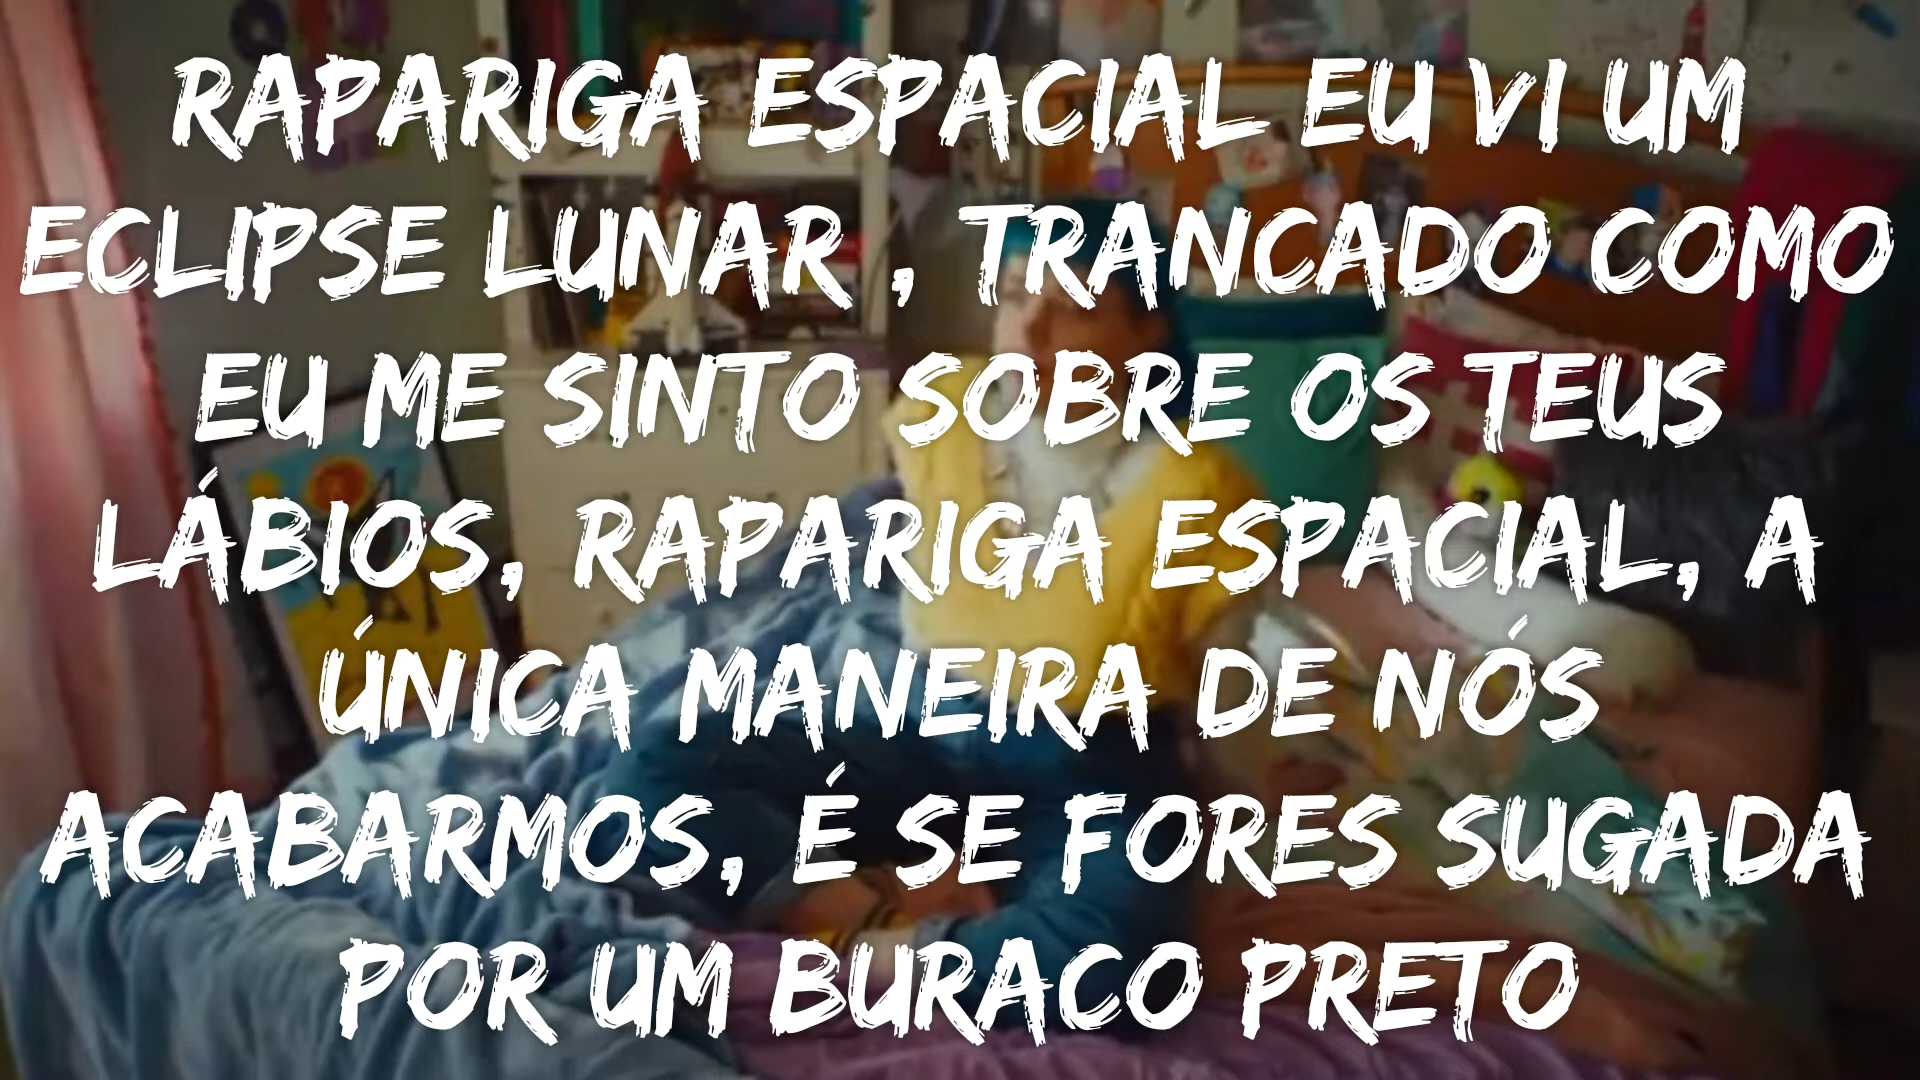 RAPARIGA ESPACIAL EU VI UM
ECLIPSE LUNAR , TRANCADO COMO
EU ME SINTO SOBRE OS TEUS
LÁBIOS, RAPARIGA ESPACIAL, A
ÚNICA MANEIRA DE NÓS
ACABARMOS, É SE FORES SUGADA
POR UM BURACO PRETO